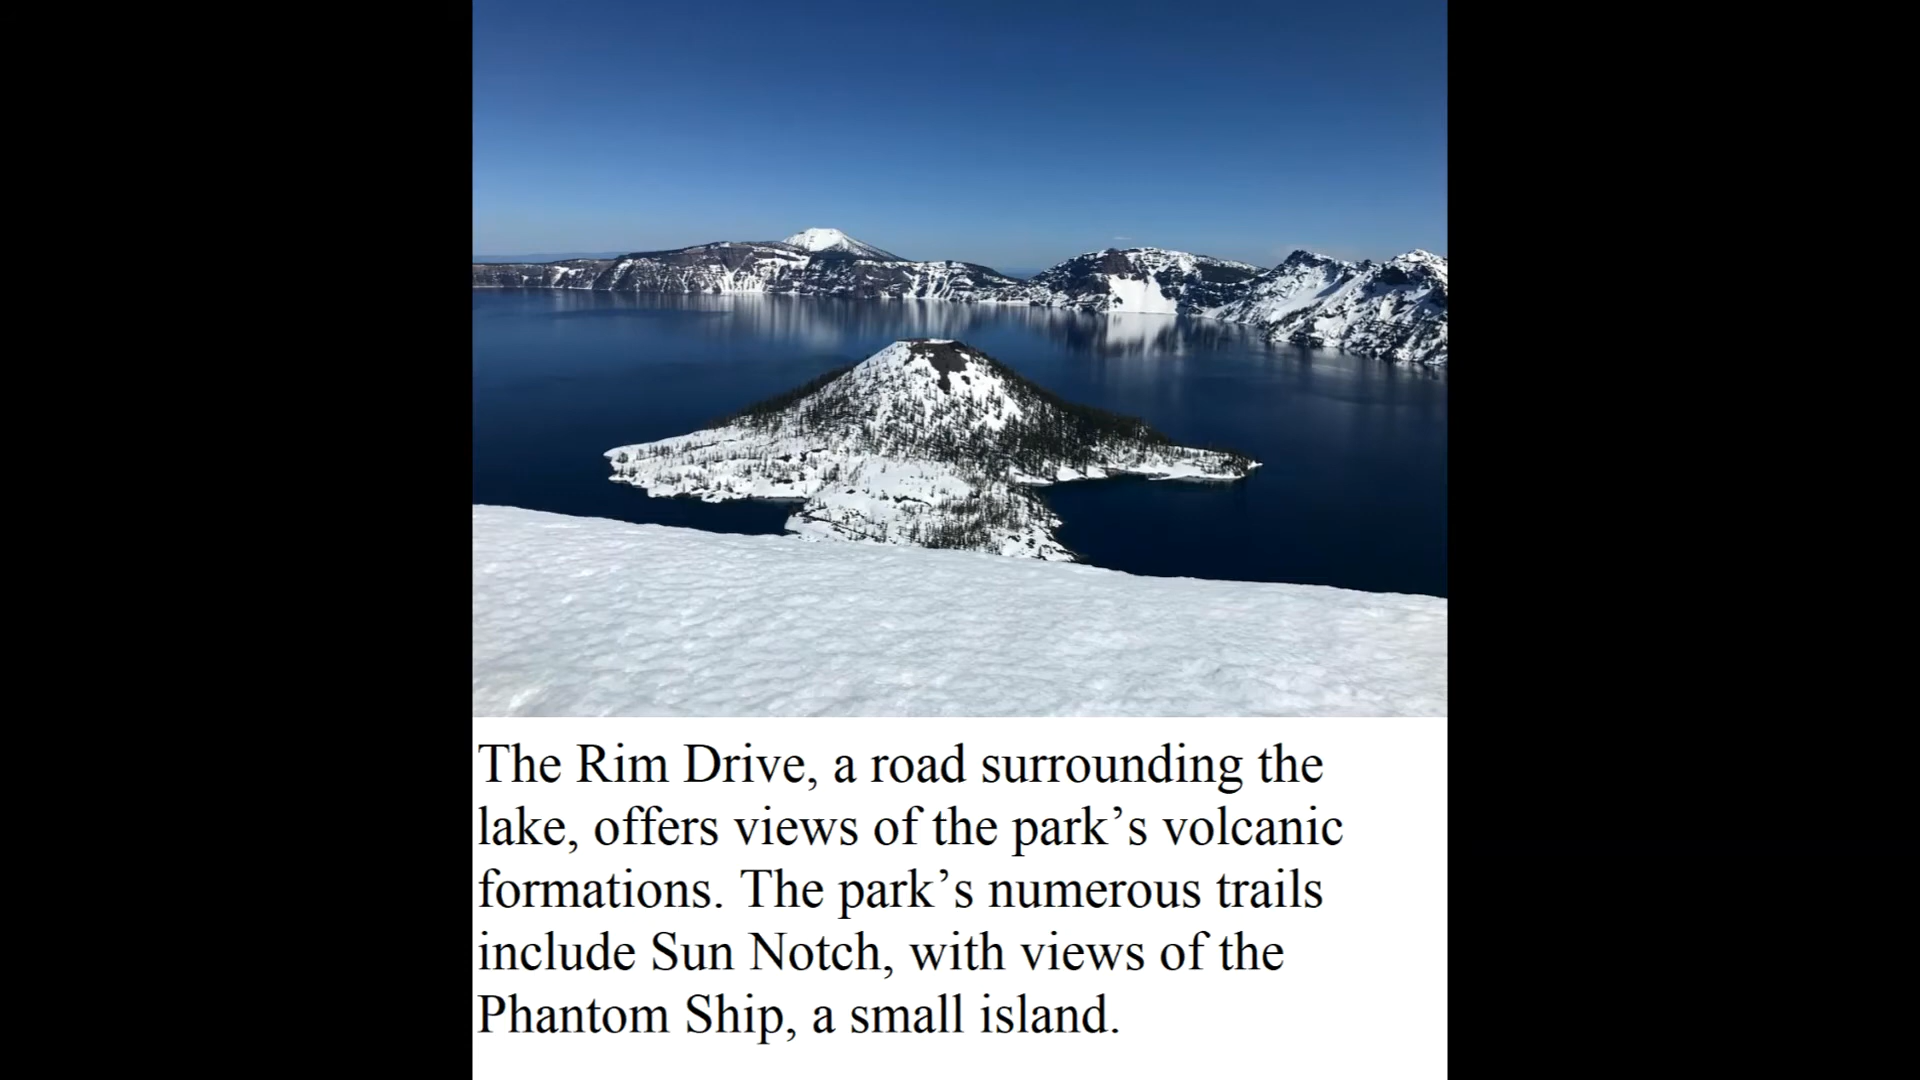 The Rim Drive, a road surrounding the
lake, offers views of the park’s volcanic
formations. The park’s numerous trails
include Sun Notch, with views of the
Phantom Ship, a small island.